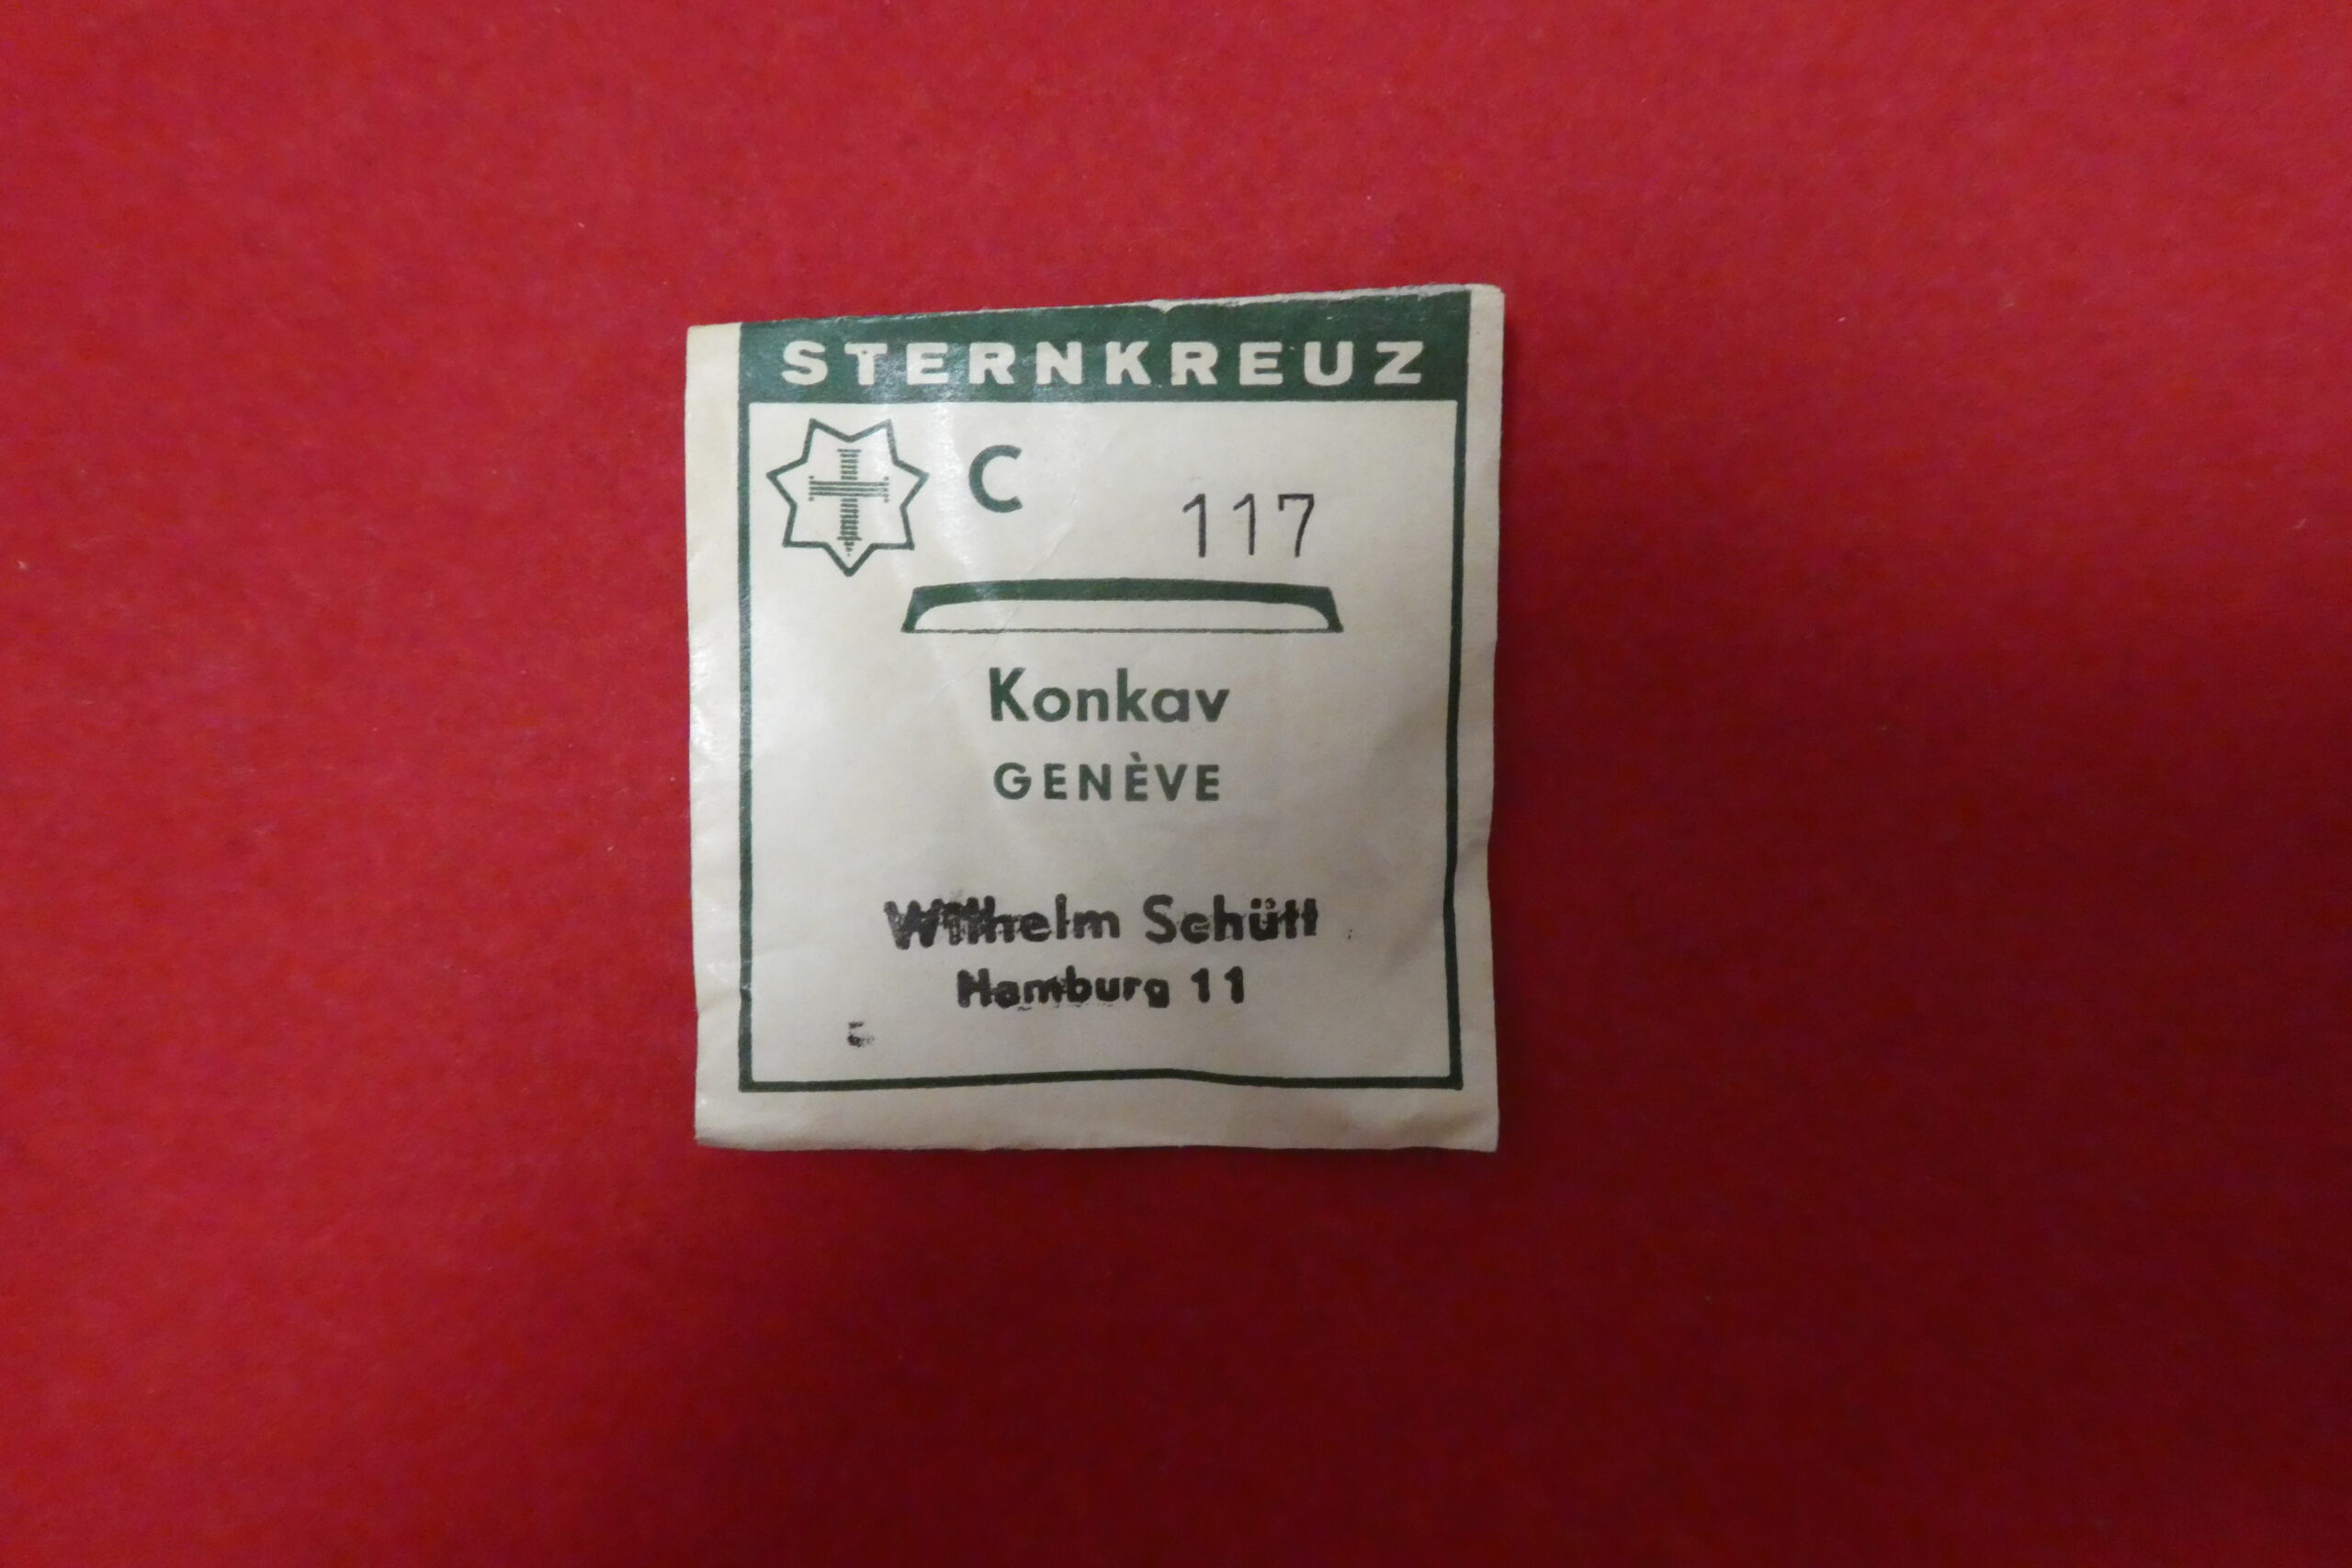 STERNKREUZ
C 117
Konkav
GENÈVE
Wilhelm Schütt
Hamburg 11